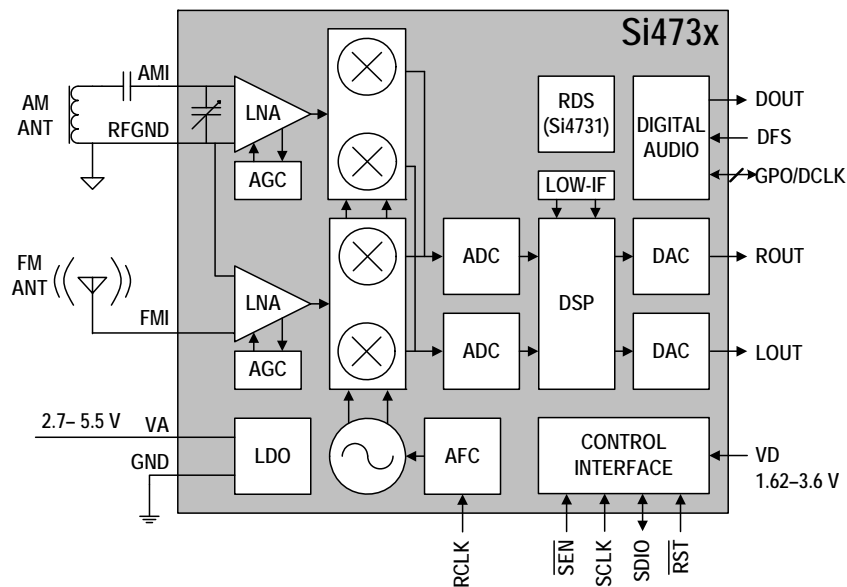 Si473x
AMI
AM
ANT
RFGND
LNA
AGC
RDS
(Si4731)
DIGITAL
AUDIO
DOUT
DFS
GPO/DCLK
LOW-IF
FM
ANT
FMI
LNA
AGC
ADC
ADC
DSP
DAC
DAC
ROUT
LOUT
2.7– 5.5 V
VA
GND
LDO
AFC
CONTROL
INTERFACE
VD
1.62–3.6 V
RCLK
SEN
SCLK
SDIO
RST